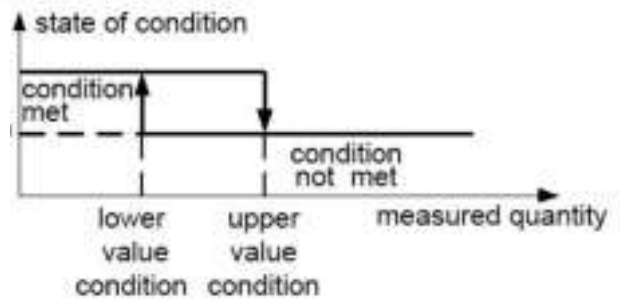 state of condition
condition
met
condition
not met
measured quantity
lower
value
condition
upper
value
condition